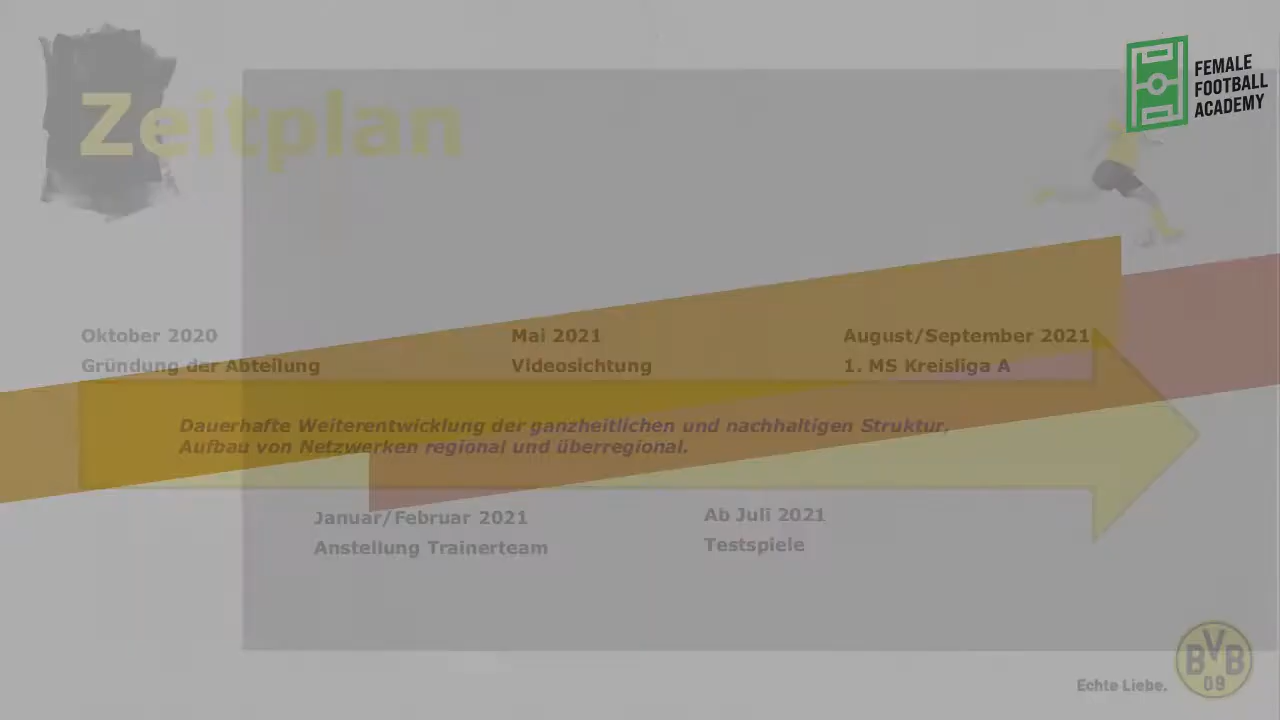 FEMALE
FOOTBALL
ACADEMY
Zeitplan
Oktober 2020
Gründung der Abteilung
Mai 2021
Videosichtung
August/September 2021
1. MS Kreisliga A
Dauerhafte Weiterentwicklung der ganzheitlichen und nachhaltigen Struktur,
Aufbau von Netzwerken regional und überregional.
Januar/Februar 2021
Anstellung Trainerteam
Ab Juli 2021
Testspiele
Echte Liebe.
BVB
09